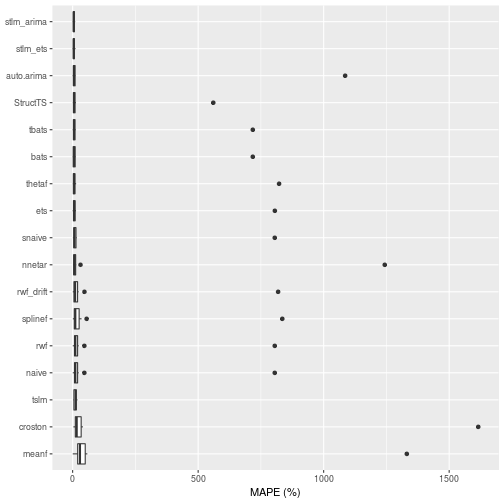 stlm_arima
stlm_ets
auto.arima
StructTS
tbats
bats
thetaf
ets
snaive
nnetar
rwf_drift
splinef
rwf
naive
tslm
croston
meanf
0 500 1000 1500
MAPE (%)